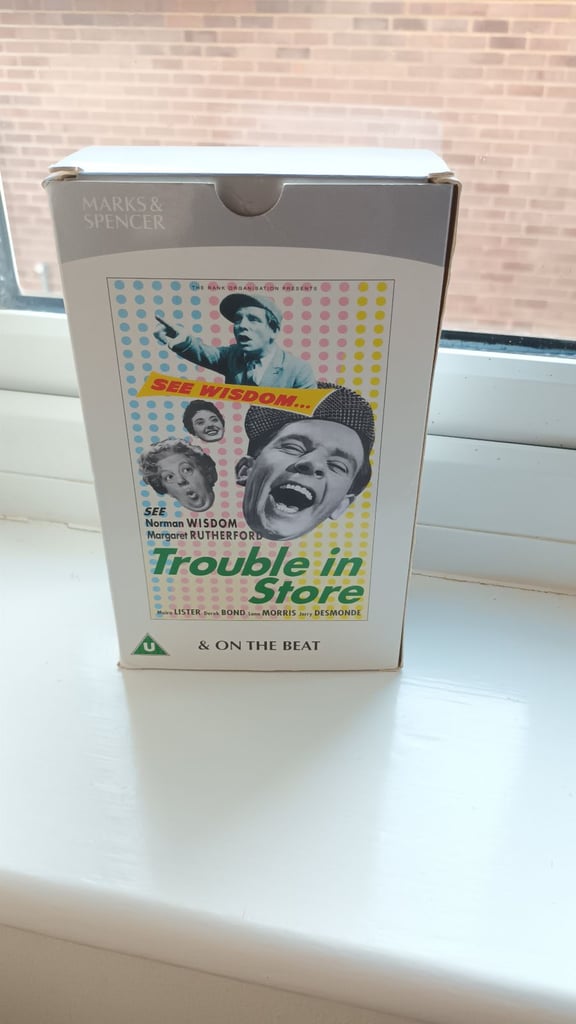 MARKS &
SPENCER
THE RANK ORGANISATION PRESENTS
SEE WISDOM...
SEE
Norman WISDOM
Margaret RUTHERFORD
Trouble in
Store
Moira LISTER Derek BOND Lana MORRIS Jerry DESMONDE
U
& ON THE BEAT